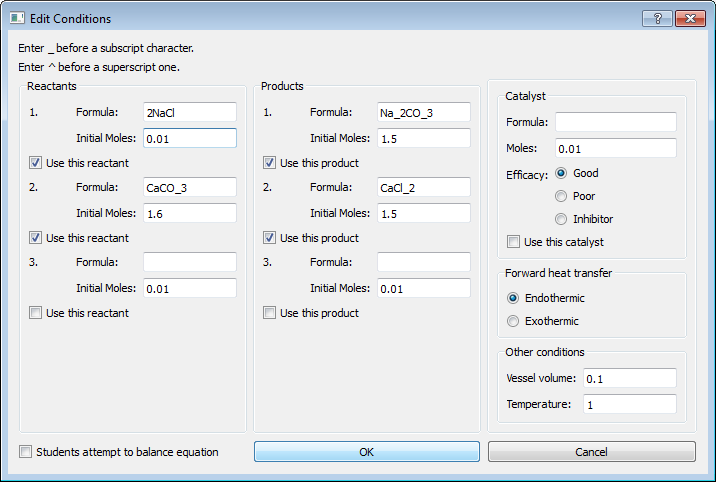 Edit Conditions
Enter _ before a subscript character.
Enter ^ before a superscript one.
Reactants
1. Formula: 2NaCl
Initial Moles: 0.01
Use this reactant
2. Formula: CaCO_3
Initial Moles: 1.6
Use this reactant
3. Formula:
Initial Moles: 0.01
Use this reactant
Products
1. Formula: Na_2CO_3
Initial Moles: 1.5
Use this product
2. Formula: CaCl_2
Initial Moles: 1.5
Use this product
3. Formula:
Initial Moles: 0.01
Use this product
Catalyst
Formula:
Moles: 0.01
Efficacy: Good
Poor
Inhibitor
Use this catalyst
Forward heat transfer
Endothermic
Exothermic
Other conditions
Vessel volume: 0.1
Temperature: 1
Students attempt to balance equation
OK
Cancel